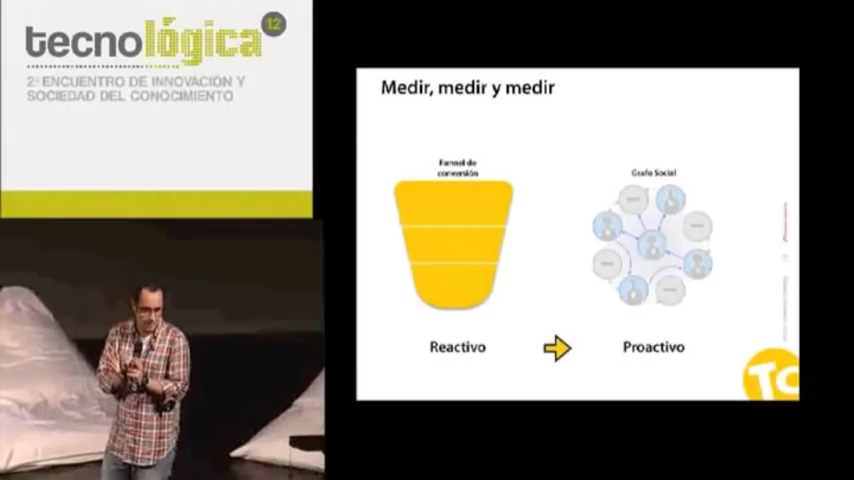 tecnológica 12
2º ENCUENTRO DE INNOVACIÓN Y
SOCIEDAD DEL CONOCIMIENTO
Medir, medir y medir
Funnel de
conversión
Grafo Social
Reactivo
Proactivo
TC